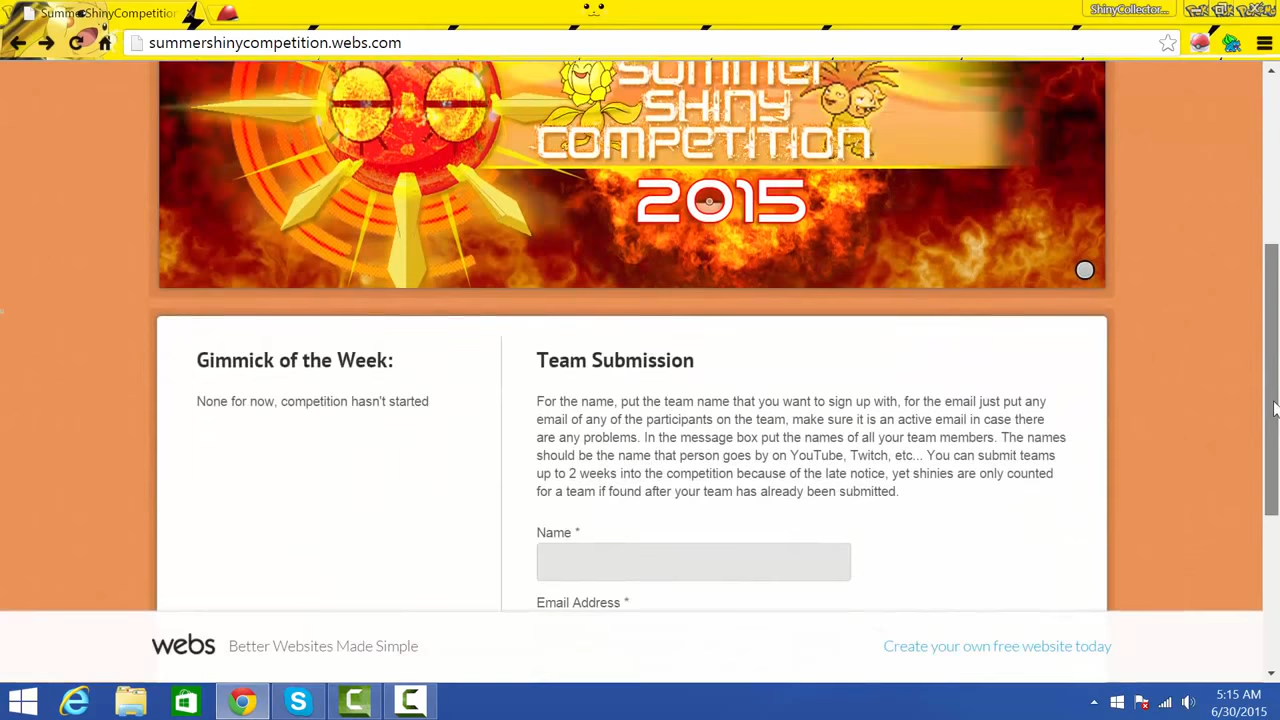 SummerShinyCompetition
ShinyCollector...
summershinycompetition.webs.com
SUMMER
SHINY
COMPETITION
2015
Gimmick of the Week:
None for now, competition hasn't started
Team Submission
For the name, put the team name that you want to sign up with, for the email just put any
email of any of the participants on the team, make sure it is an active email in case there
are any problems. In the message box put the names of all your team members. The names
should be the name that person goes by on YouTube, Twitch, etc... You can submit teams
up to 2 weeks into the competition because of the late notice, yet shinies are only counted
for a team if found after your team has already been submitted.
Name *
Email Address *
webs
Better Websites Made Simple
Create your own free website today
5:15 AM
6/30/2015